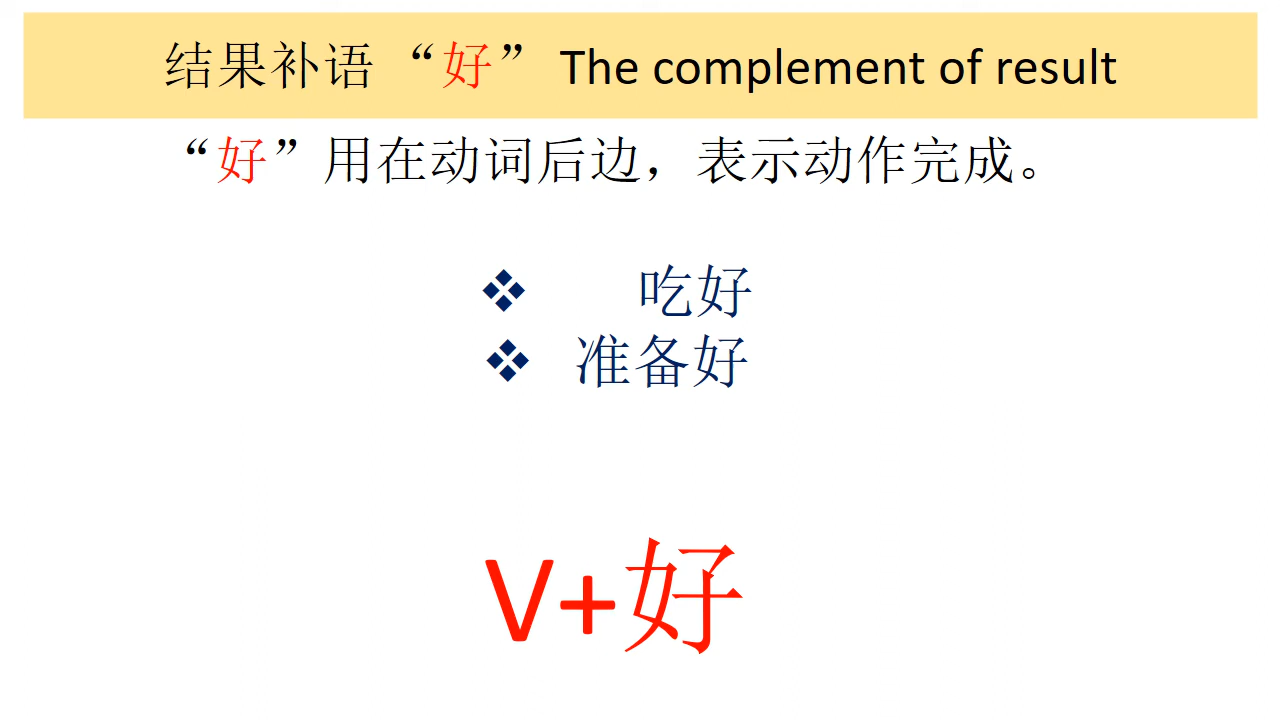 结果补语 “好” The complement of result
“好”用在动词后边，表示动作完成。
❖ 吃好
❖ 准备好
V+好